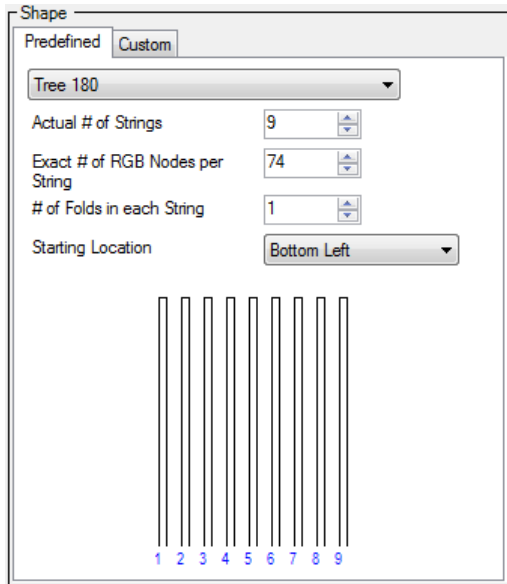 Shape
Predefined Custom
Tree 180
Actual # of Strings 9
Exact # of RGB Nodes per 74
String
# of Folds in each String 1
Starting Location Bottom Left
1 2 3 4 5 6 7 8 9